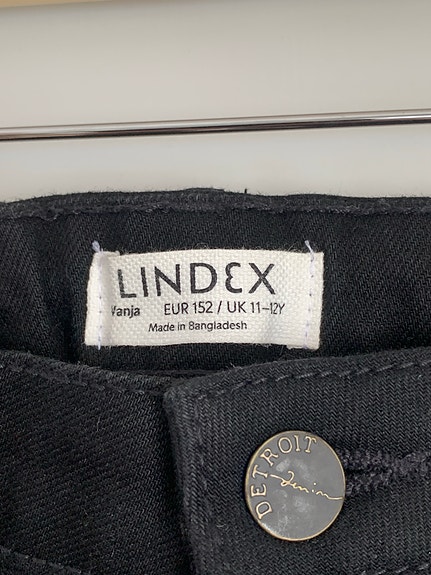 LINDEX
Vanja EUR 152 / UK 11–12Y
Made in Bangladesh
DETROIT
denim